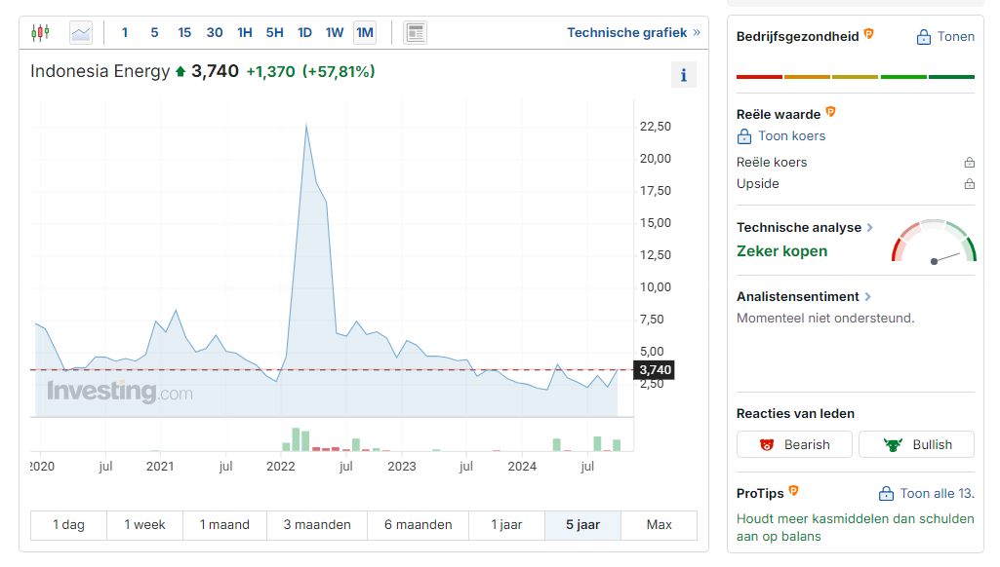 1 5 15 30 1H 5H 1D 1W 1M Technische grafiek »
Indonesia Energy 3,740 +1,370 (+57,81%)
i
22,50
20,00
17,50
15,00
12,50
10,00
7,50
5,00
3,740
2,50
Investing.com
2020 jul 2021 jul 2022 jul 2023 jul 2024 jul
1 dag 1 week 1 maand 3 maanden 6 maanden 1 jaar 5 jaar Max
Bedrijfsgezondheid P Tonen
Reële waarde P
Toon koers
Reële koers
Upside
Technische analyse
Zeker kopen
Analistensentiment
Momenteel niet ondersteund.
Reacties van leden
Bearish Bullish
ProTips P Toon alle 13.
Houdt meer kasmiddelen dan schulden
aan op balans